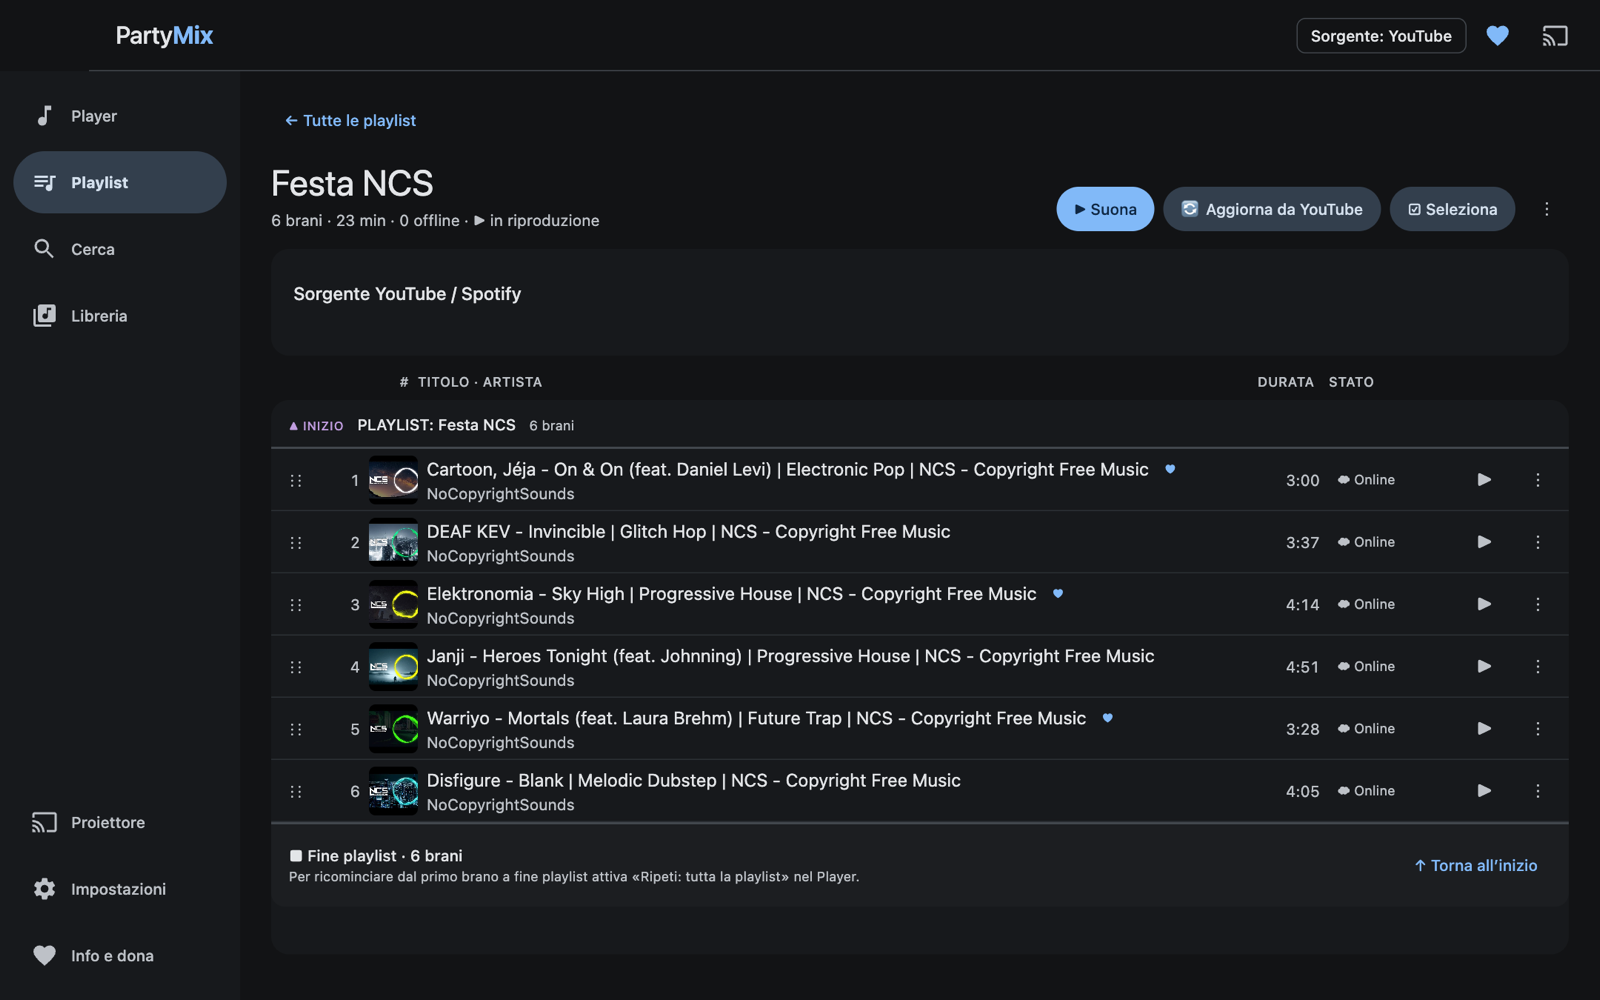 PartyMix
Sorgente: YouTube
Player
Playlist
Cerca
Libreria
Proiettore
Impostazioni
Info e dona
← Tutte le playlist
Festa NCS
6 brani · 23 min · 0 offline · ▶ in riproduzione
▶ Suona
Aggiorna da YouTube
☑ Seleziona
Sorgente YouTube / Spotify
# TITOLO · ARTISTA DURATA STATO
▲ INIZIO PLAYLIST: Festa NCS 6 brani
1 Cartoon, Jéja - On & On (feat. Daniel Levi) | Electronic Pop | NCS - Copyright Free Music
NoCopyrightSounds
3:00 Online
2 DEAF KEV - Invincible | Glitch Hop | NCS - Copyright Free Music
NoCopyrightSounds
3:37 Online
3 Elektronomia - Sky High | Progressive House | NCS - Copyright Free Music
NoCopyrightSounds
4:14 Online
4 Janji - Heroes Tonight (feat. Johnning) | Progressive House | NCS - Copyright Free Music
NoCopyrightSounds
4:51 Online
5 Warriyo - Mortals (feat. Laura Brehm) | Future Trap | NCS - Copyright Free Music
NoCopyrightSounds
3:28 Online
6 Disfigure - Blank | Melodic Dubstep | NCS - Copyright Free Music
NoCopyrightSounds
4:05 Online
Fine playlist · 6 brani
Per ricominciare dal primo brano a fine playlist attiva «Ripeti: tutta la playlist» nel Player.
↑ Torna all’inizio